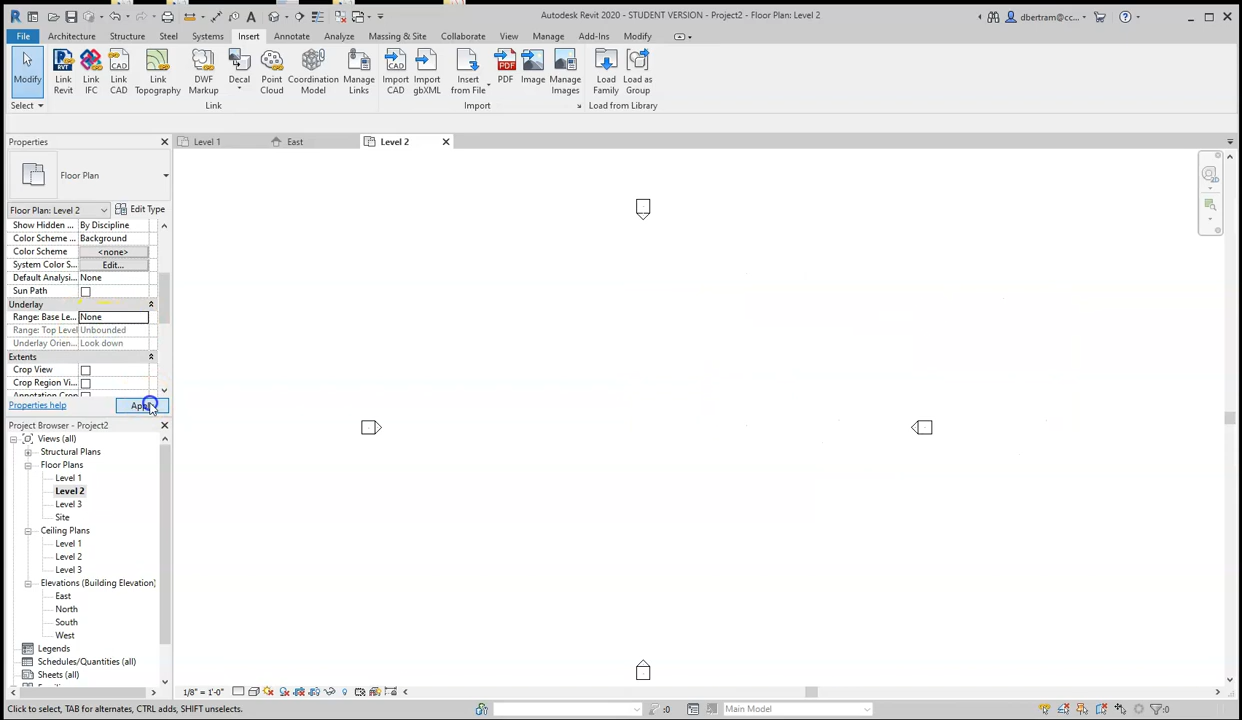 Autodesk Revit 2020 - STUDENT VERSION - Project2 - Floor Plan: Level 2
dbertram@cc...
File Architecture Structure Steel Systems Insert Annotate Analyze Massing & Site Collaborate View Manage Add-Ins Modify
Modify
Link Revit
Link IFC
Link CAD
Link Topography
DWF Markup
Decal
Point Cloud
Coordination Model
Manage Links
Import CAD
Import gbXML
Insert from File
PDF
Image
Manage Images
Load Family
Load as Group
Select
Link
Import
Load from Library
Properties
Level 1
East
Level 2
Floor Plan
Floor Plan: Level 2 Edit Type
Show Hidden ... By Discipline
Color Scheme ... Background
Color Scheme <none>
System Color S... Edit...
Default Analysi... None
Sun Path
Underlay
Range: Base Le... None
Range: Top Level Unbounded
Underlay Orien... Look down
Extents
Crop View
Crop Region Vi...
Annotation Crop
Properties help
Project Browser - Project2
Views (all)
Structural Plans
Floor Plans
Level 1
Level 2
Level 3
Site
Ceiling Plans
Level 1
Level 2
Level 3
Elevations (Building Elevation)
East
North
South
West
Legends
Schedules/Quantities (all)
Sheets (all)
1/8" = 1'-0"
Click to select, TAB for alternates, CTRL adds, SHIFT unselects.
:0
Main Model
:0